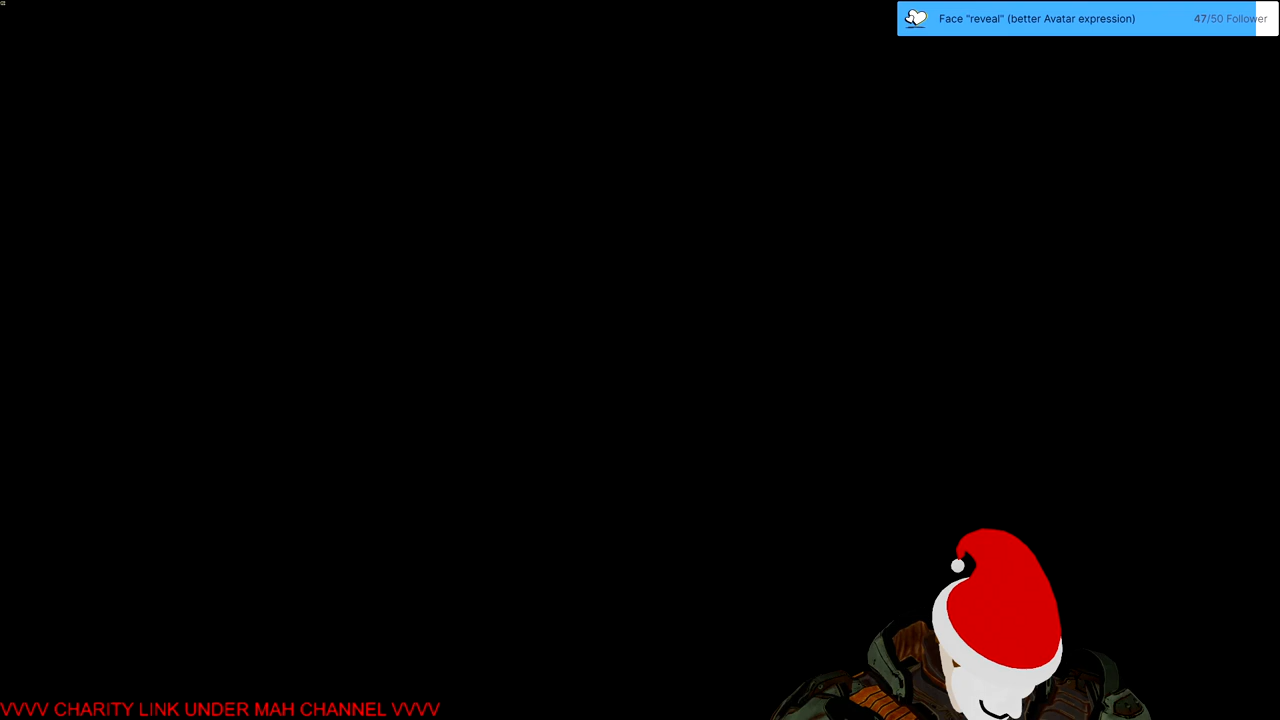 Face "reveal" (better Avatar expression) 47/50 Follower
VVVV CHARITY LINK UNDER MAH CHANNEL VVVV